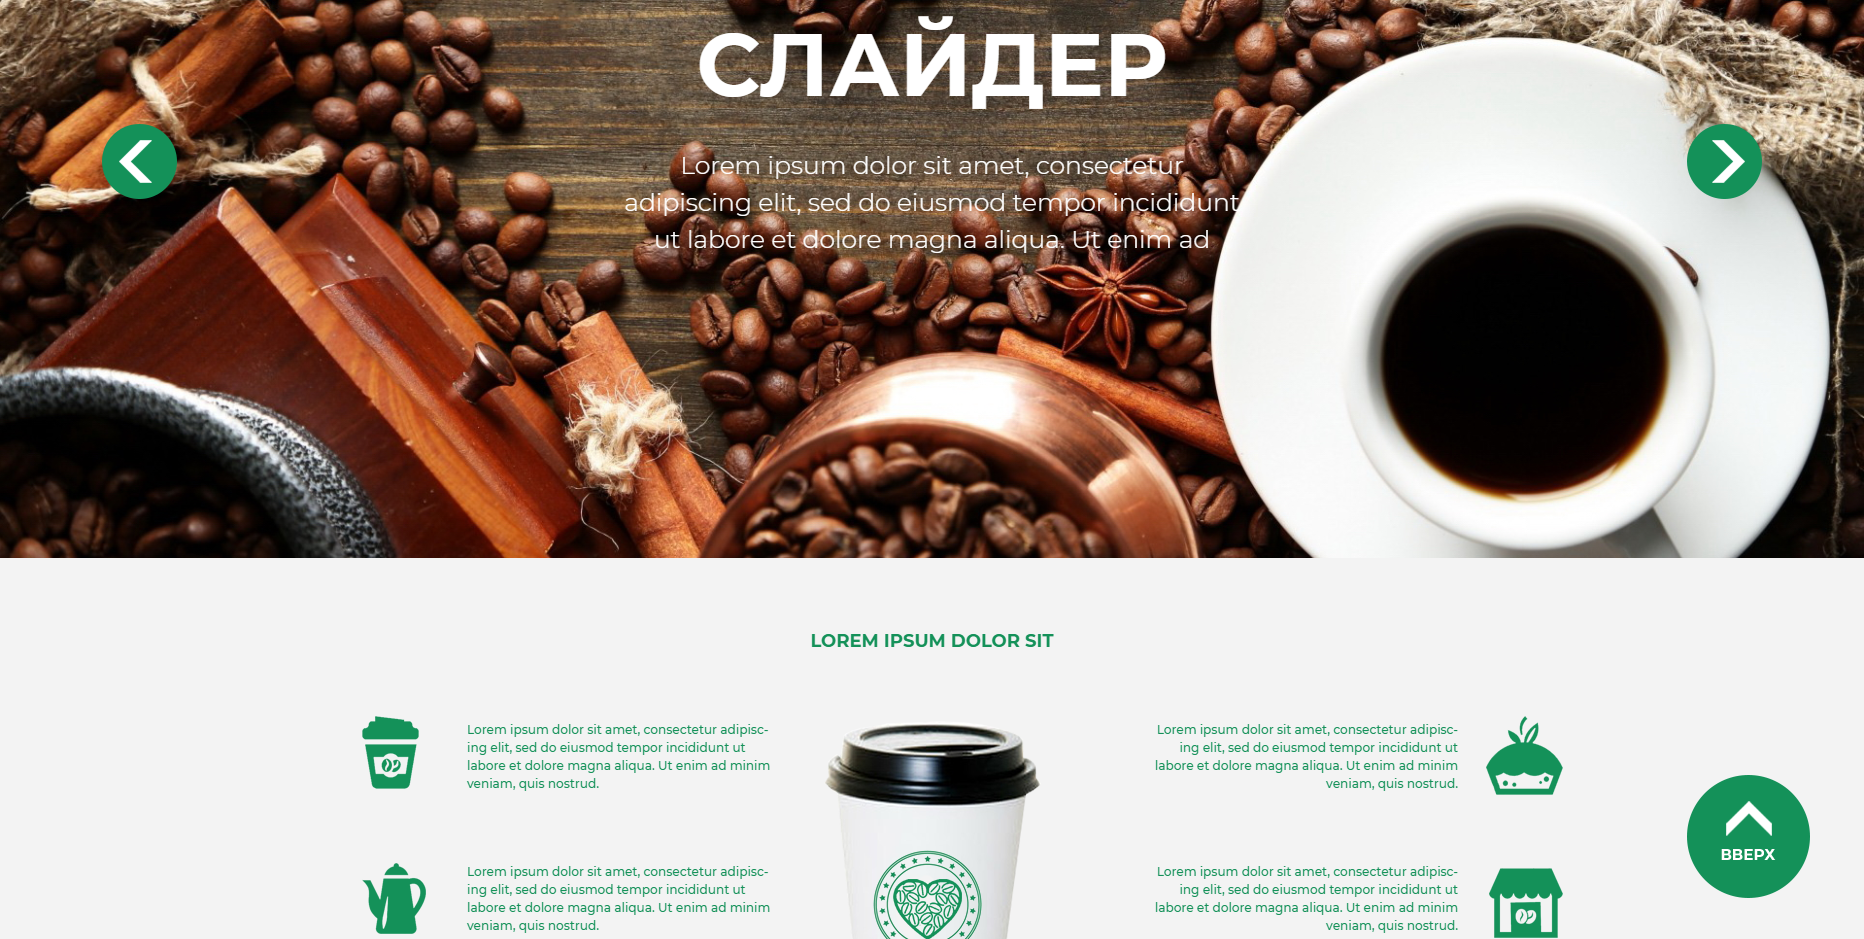 СЛАЙДЕР
Lorem ipsum dolor sit amet, consectetur
adipiscing elit, sed do eiusmod tempor incididunt
ut labore et dolore magna aliqua. Ut enim ad
LOREM IPSUM DOLOR SIT
Lorem ipsum dolor sit amet, consectetur adipisc-
ing elit, sed do eiusmod tempor incididunt ut
labore et dolore magna aliqua. Ut enim ad minim
veniam, quis nostrud.
Lorem ipsum dolor sit amet, consectetur adipisc-
ing elit, sed do eiusmod tempor incididunt ut
labore et dolore magna aliqua. Ut enim ad minim
veniam, quis nostrud.
ВВЕРХ
Lorem ipsum dolor sit amet, consectetur adipisc-
ing elit, sed do eiusmod tempor incididunt ut
labore et dolore magna aliqua. Ut enim ad minim
veniam, quis nostrud.
Lorem ipsum dolor sit amet, consectetur adipisc-
ing elit, sed do eiusmod tempor incididunt ut
labore et dolore magna aliqua. Ut enim ad minim
veniam, quis nostrud.